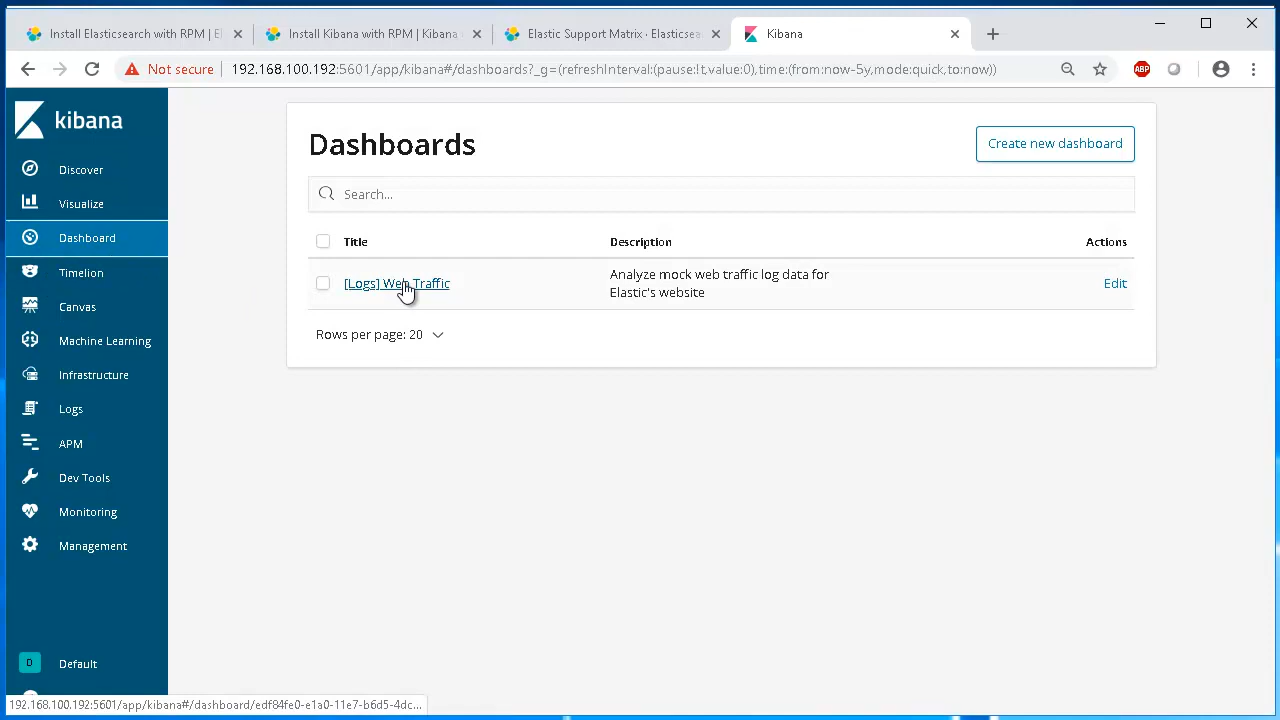 Install Elasticsearch with RPM | E
Install Kibana with RPM | Kibana
Elastic Support Matrix · Elasticsea
Kibana
Not secure
192.168.100.192:5601/app/kibana#/dashboards?_g=(refreshInterval:(pause:!t,value:0),time:(from:now-5y,mode:quick,to:now))
ABP
kibana
Discover
Visualize
Dashboard
Timelion
Canvas
Machine Learning
Infrastructure
Logs
APM
Dev Tools
Monitoring
Management
D
Default
Dashboards
Create new dashboard
Search...
Title
Description
Actions
[Logs] Web Traffic
Analyze mock web traffic log data for
Elastic's website
Edit
Rows per page: 20
192.168.100.192:5601/app/kibana#/dashboard/edf84fe0-e1a0-11e7-b6d5-4dc...